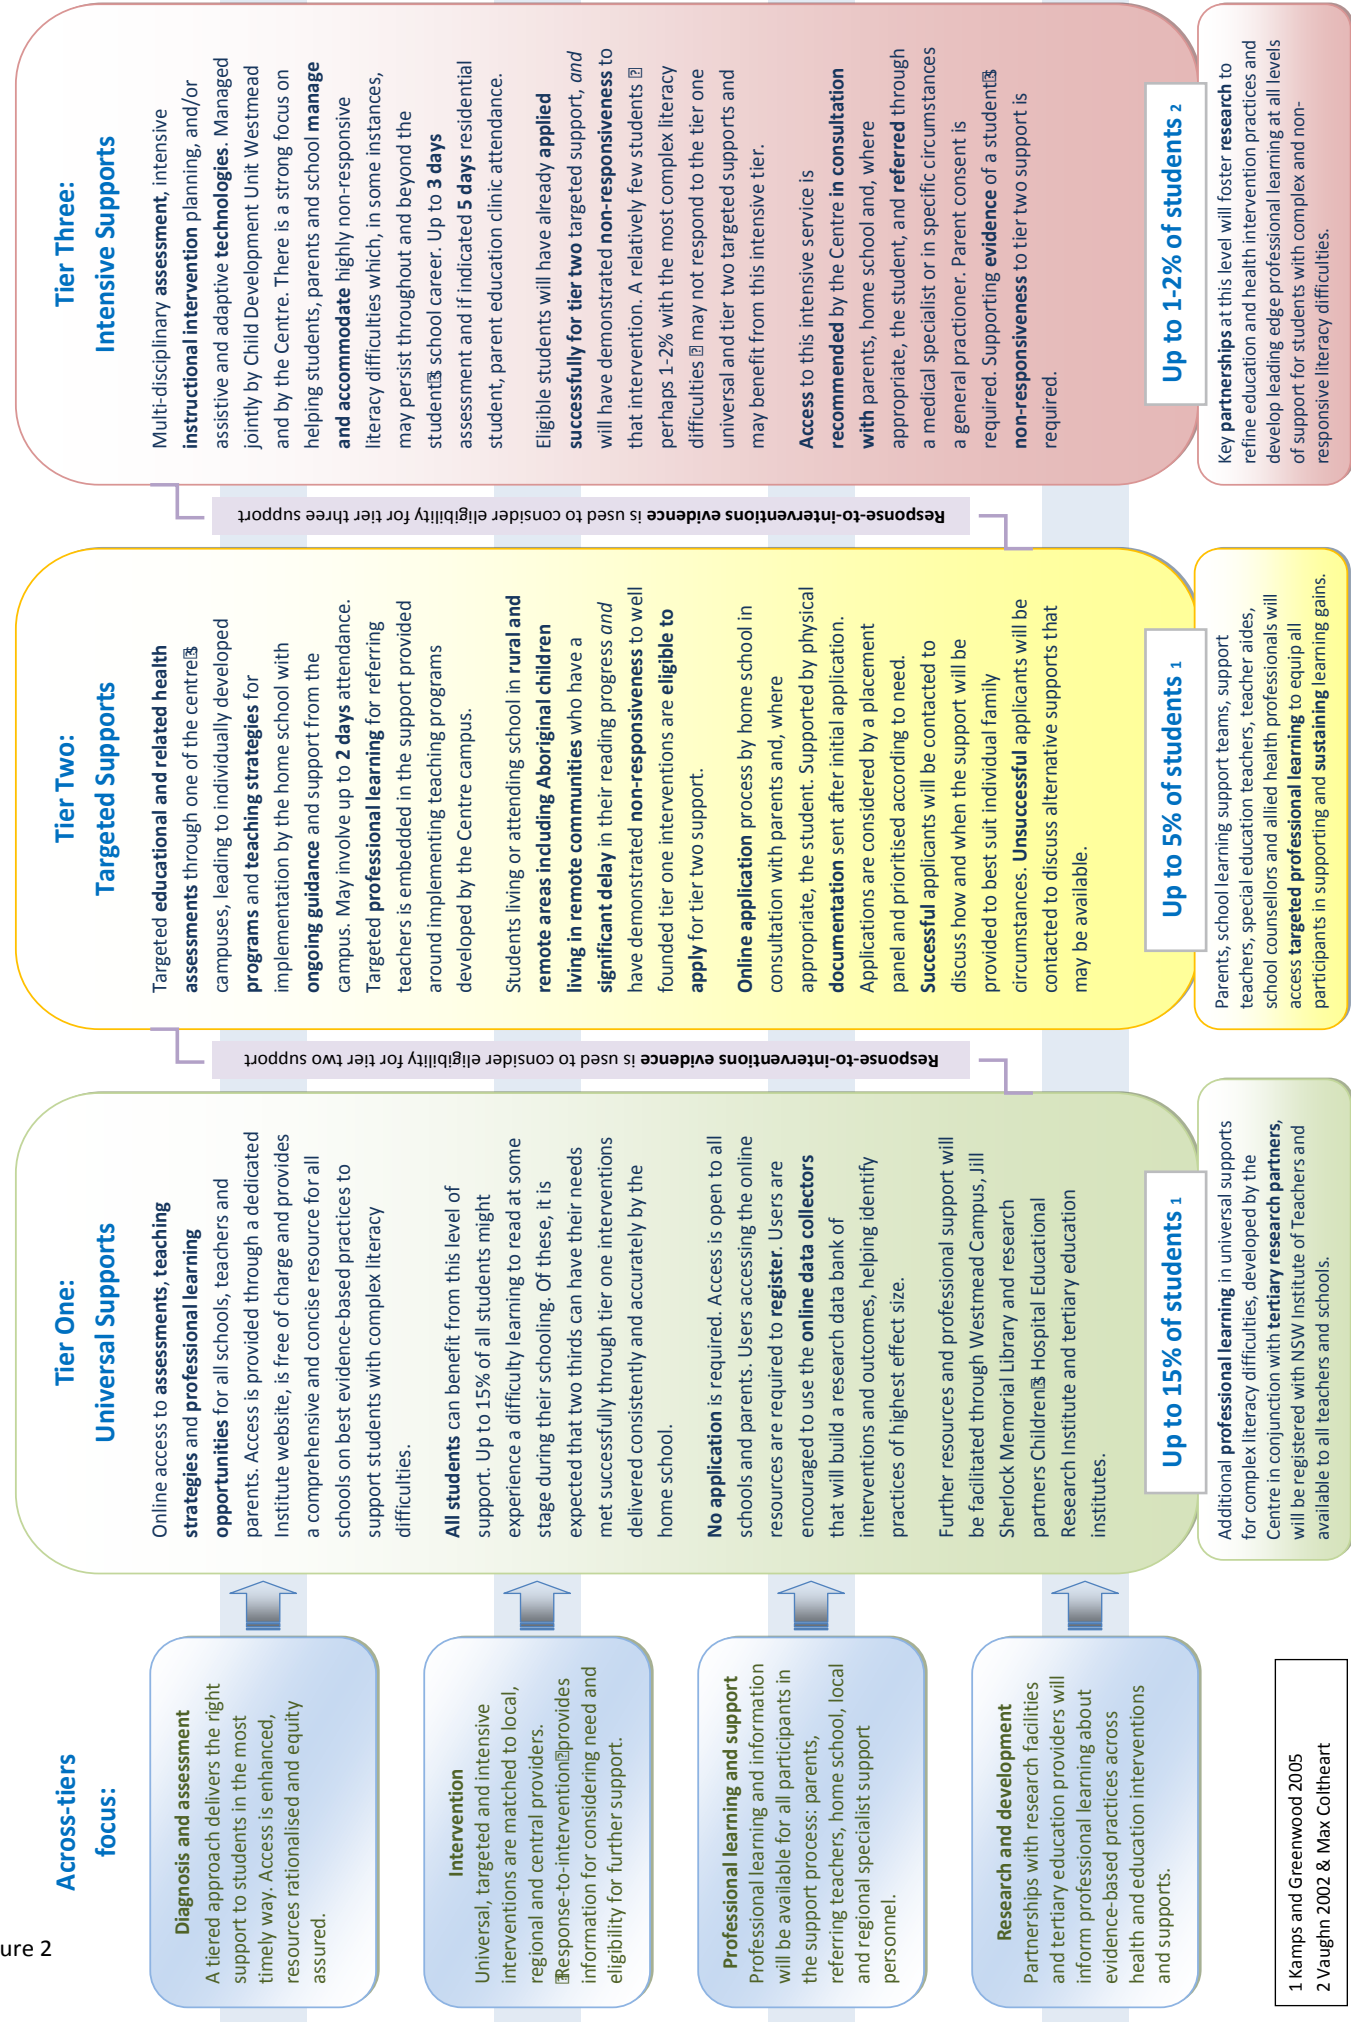 ure 2
Across-tiers
focus:
Diagnosis and assessment
A tiered approach delivers the right
support to students in the most
timely way. Access is enhanced,
resources rationalised and equity
assured.
Intervention
Universal, targeted and intensive
interventions are matched to local,
regional and central providers.
Response-to-intervention provides
information for considering need and
eligibility for further support.
Professional learning and support
Professional learning and information
will be available for all participants in
the support process: parents,
referring teachers, home school, local
and regional specialist support
personnel.
Research and development
Partnerships with research facilities
and tertiary education providers will
inform professional learning about
evidence-based practices across
health and education interventions
and supports.
1 Kamps and Greenwood 2005
2 Vaughn 2002 & Max Coltheart
Tier One:
Universal Supports
Online access to assessments, teaching
strategies and professional learning
opportunities for all schools, teachers and
parents. Access is provided through a dedicated
Institute website, is free of charge and provides
a comprehensive and concise resource for all
schools on best evidence-based practices to
support students with complex literacy
difficulties.
All students can benefit from this level of
support. Up to 15% of all students might
experience a difficulty learning to read at some
stage during their schooling. Of these, it is
expected that two thirds can have their needs
met successfully through tier one interventions
delivered consistently and accurately by the
home school.
No application is required. Access is open to all
schools and parents. Users accessing the online
resources are required to register. Users are
encouraged to use the online data collectors
that will build a research data bank of
interventions and outcomes, helping identify
practices of highest effect size.
Further resources and professional support will
be facilitated through Westmead Campus, Jill
Sherlock Memorial Library and research
partners Children s Hospital Educational
Research Institute and tertiary education
institutes.
Up to 15% of students 1
Additional professional learning in universal supports
for complex literacy difficulties, developed by the
Centre in conjunction with tertiary research partners,
will be registered with NSW Institute of Teachers and
available to all teachers and schools.
Response-to-interventions evidence is used to consider eligibility for tier two support
Tier Two:
Targeted Supports
Targeted educational and related health
assessments through one of the centre s
campuses, leading to individually developed
programs and teaching strategies for
implementation by the home school with
ongoing guidance and support from the
campus. May involve up to 2 days attendance.
Targeted professional learning for referring
teachers is embedded in the support provided
around implementing teaching programs
developed by the Centre campus.
Students living or attending school in rural and
remote areas including Aboriginal children
living in remote communities who have a
significant delay in their reading progress and
have demonstrated non-responsiveness to well
founded tier one interventions are eligible to
apply for tier two support.
Online application process by home school in
consultation with parents and, where
appropriate, the student. Supported by physical
documentation sent after initial application.
Applications are considered by a placement
panel and prioritised according to need.
Successful applicants will be contacted to
discuss how and when the support will be
provided to best suit individual family
circumstances. Unsuccessful applicants will be
contacted to discuss alternative supports that
may be available.
Up to 5% of students 1
Parents, school learning support teams, support
teachers, special education teachers, teacher aides,
school counsellors and allied health professionals will
access targeted professional learning to equip all
participants in supporting and sustaining learning gains.
Response-to-interventions evidence is used to consider eligibility for tier three support
Tier Three:
Intensive Supports
Multi-disciplinary assessment, intensive
instructional intervention planning, and/or
assistive and adaptive technologies. Managed
jointly by Child Development Unit Westmead
and by the Centre. There is a strong focus on
helping students, parents and school manage
and accommodate highly non-responsive
literacy difficulties which, in some instances,
may persist throughout and beyond the
student s school career. Up to 3 days
assessment and if indicated 5 days residential
student, parent education clinic attendance.
Eligible students will have already applied
successfully for tier two targeted support, and
will have demonstrated non-responsiveness to
that intervention. A relatively few students
perhaps 1-2% with the most complex literacy
difficulties may not respond to the tier one
universal and tier two targeted supports and
may benefit from this intensive tier.
Access to this intensive service is
recommended by the Centre in consultation
with parents, home school and, where
appropriate, the student, and referred through
a medical specialist or in specific circumstances
a general practioner. Parent consent is
required. Supporting evidence of a student s
non-responsiveness to tier two support is
required.
Up to 1-2% of students 2
Key partnerships at this level will foster research to
refine education and health intervention practices and
develop leading edge professional learning at all levels
of support for students with complex and non-
responsive literacy difficulties.